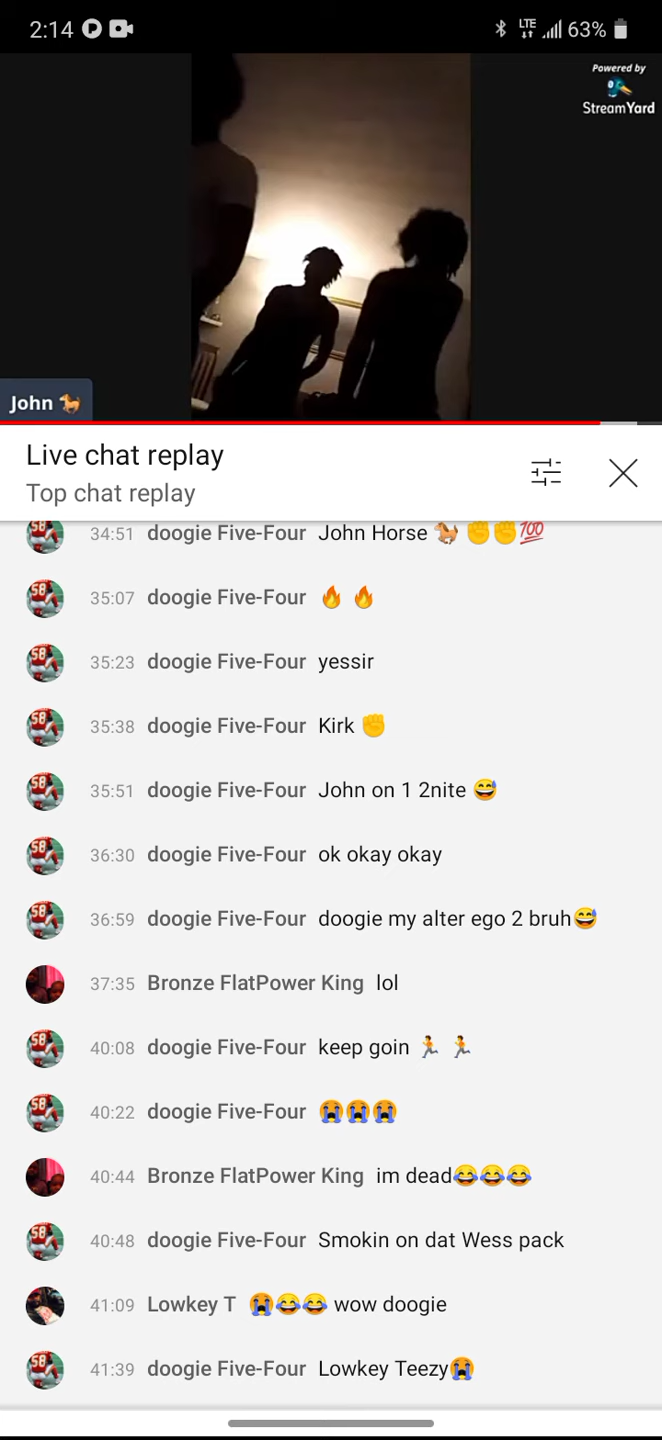 2:14
LTE 63%
Powered by
StreamYard
John 🐎
Live chat replay
Top chat replay
34:51 doogie Five-Four John Horse 🐎 ✊✊💯
35:07 doogie Five-Four 🔥 🔥
35:23 doogie Five-Four yessir
35:38 doogie Five-Four Kirk ✊
35:51 doogie Five-Four John on 1 2nite 😅
36:30 doogie Five-Four ok okay okay
36:59 doogie Five-Four doogie my alter ego 2 bruh😅
37:35 Bronze FlatPower King lol
40:08 doogie Five-Four keep goin 🏃 🏃
40:22 doogie Five-Four 😭😭😭
40:44 Bronze FlatPower King im dead😂😂😂
40:48 doogie Five-Four Smokin on dat Wess pack
41:09 Lowkey T 😭😂😂 wow doogie
41:39 doogie Five-Four Lowkey Teezy😭